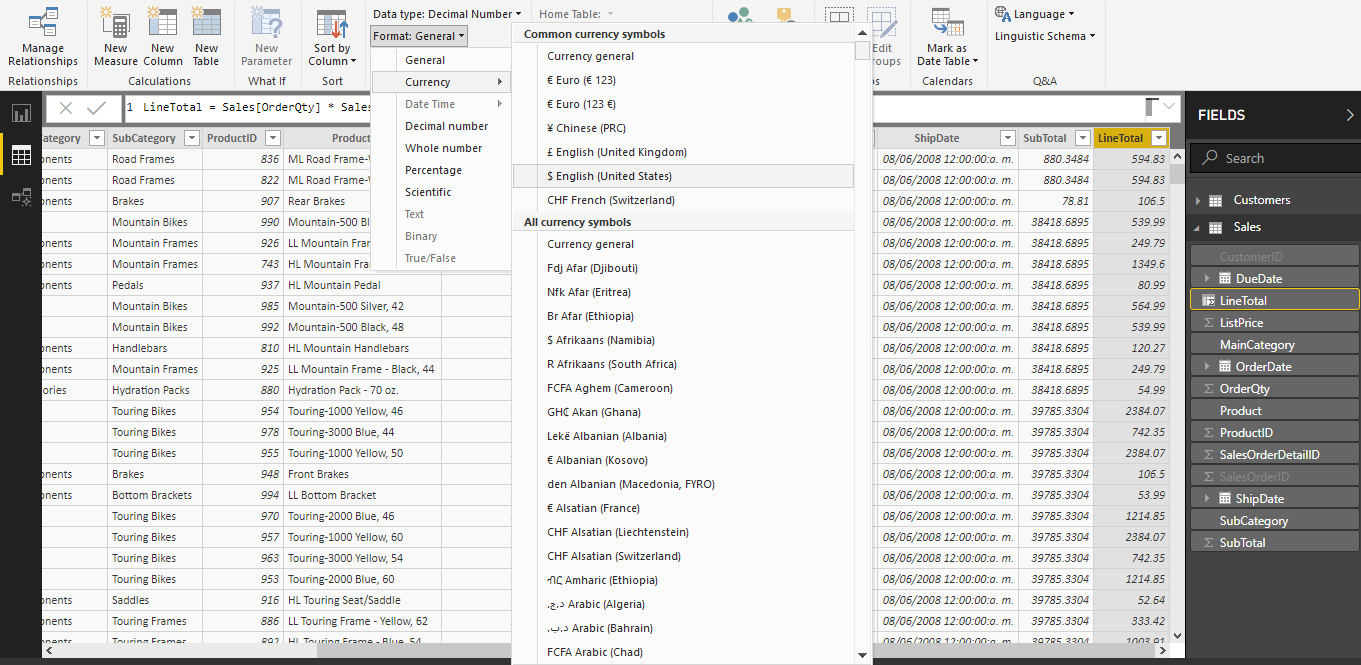 Data type: Decimal Number
Home Table:
Format: General
Manage Relationships
New Measure
New Column
New Table
New Parameter
Sort by Column
Edit
Mark as Date Table
Language
Linguistic Schema
Relationships
Calculations
What If
Sort
Calendars
Q&A
General
Currency
Date Time
Decimal number
Whole number
Percentage
Scientific
Text
Binary
True/False
Common currency symbols
Currency general
€ Euro (€ 123)
€ Euro (123 €)
¥ Chinese (PRC)
£ English (United Kingdom)
$ English (United States)
CHF French (Switzerland)
All currency symbols
Currency general
Fdj Afar (Djibouti)
Nfk Afar (Eritrea)
Br Afar (Ethiopia)
$ Afrikaans (Namibia)
R Afrikaans (South Africa)
FCFA Aghem (Cameroon)
GH₵ Akan (Ghana)
Lekë Albanian (Albania)
€ Albanian (Kosovo)
den Albanian (Macedonia, FYRO)
€ Alsatian (France)
CHF Alsatian (Liechtenstein)
CHF Alsatian (Switzerland)
ብር Amharic (Ethiopia)
د.ج.‏ Arabic (Algeria)
د.ب.‏ Arabic (Bahrain)
FCFA Arabic (Chad)
1 LineTotal = Sales[OrderQty] * Sales
SubCategory ProductID ShipDate SubTotal LineTotal
Road Frames 836 ML Road Frame- 08/06/2008 12:00:00:a. m. 880.3484 594.83
Road Frames 822 ML Road Frame- 08/06/2008 12:00:00:a. m. 880.3484 594.83
Brakes 907 Rear Brakes 08/06/2008 12:00:00:a. m. 78.81 106.5
Mountain Bikes 990 Mountain-500 08/06/2008 12:00:00:a. m. 38418.6895 539.99
Mountain Frames 926 LL Mountain 08/06/2008 12:00:00:a. m. 38418.6895 249.79
Mountain Frames 743 HL Mountain 08/06/2008 12:00:00:a. m. 38418.6895 1349.6
Pedals 937 HL Mountain Pedal 08/06/2008 12:00:00:a. m. 38418.6895 80.99
Mountain Bikes 985 Mountain-500 Silver, 42 08/06/2008 12:00:00:a. m. 38418.6895 564.99
Mountain Bikes 992 Mountain-500 Black, 48 08/06/2008 12:00:00:a. m. 38418.6895 539.99
Handlebars 810 HL Mountain Handlebars 08/06/2008 12:00:00:a. m. 38418.6895 120.27
Mountain Frames 925 LL Mountain Frame - Black, 44 08/06/2008 12:00:00:a. m. 38418.6895 249.79
Hydration Packs 880 Hydration Pack - 70 oz. 08/06/2008 12:00:00:a. m. 38418.6895 54.99
Touring Bikes 954 Touring-1000 Yellow, 46 08/06/2008 12:00:00:a. m. 39785.3304 2384.07
Touring Bikes 978 Touring-3000 Blue, 44 08/06/2008 12:00:00:a. m. 39785.3304 742.35
Touring Bikes 955 Touring-1000 Yellow, 50 08/06/2008 12:00:00:a. m. 39785.3304 2384.07
Brakes 948 Front Brakes 08/06/2008 12:00:00:a. m. 39785.3304 106.5
Bottom Brackets 994 LL Bottom Bracket 08/06/2008 12:00:00:a. m. 39785.3304 53.99
Touring Bikes 970 Touring-2000 Blue, 46 08/06/2008 12:00:00:a. m. 39785.3304 1214.85
Touring Bikes 957 Touring-1000 Yellow, 60 08/06/2008 12:00:00:a. m. 39785.3304 2384.07
Touring Bikes 963 Touring-3000 Yellow, 54 08/06/2008 12:00:00:a. m. 39785.3304 742.35
Touring Bikes 953 Touring-2000 Blue, 60 08/06/2008 12:00:00:a. m. 39785.3304 1214.85
Saddles 916 HL Touring Seat/Saddle 08/06/2008 12:00:00:a. m. 39785.3304 52.64
Touring Frames 886 LL Touring Frame - Yellow, 62 08/06/2008 12:00:00:a. m. 39785.3304 333.42
Touring Frames 892 HL Touring Frame - Blue, 54 08/06/2008 12:00:00:a. m. 39785.3304 1003.91
FIELDS
Search
Customers
Sales
CustomerID
DueDate
LineTotal
ListPrice
MainCategory
OrderDate
OrderQty
Product
ProductID
SalesOrderDetailID
SalesOrderID
ShipDate
SubCategory
SubTotal